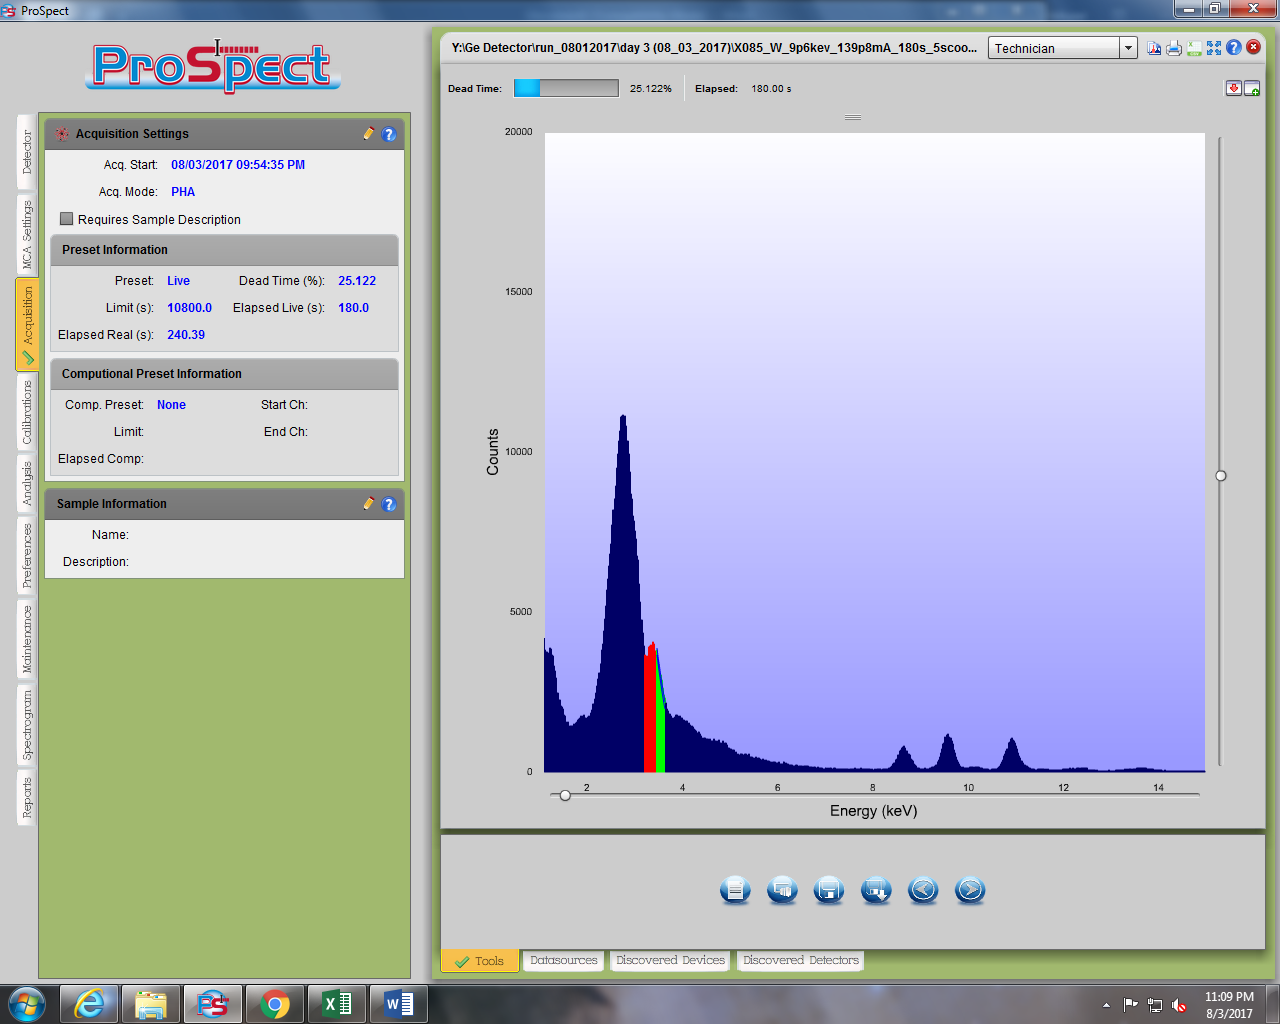 ProSpect
ProSpect
Y:\Ge Detector\run_08012017\day 3 (08_03_2017)\X085_W_9p6kev_139p8mA_180s_5scoo...
Technician
Dead Time:
25.122%
Elapsed:
180.00 s
Detector
MCA Settings
Acquisition
Calibrations
Analysis
Preferences
Maintenance
Spectrogram
Reports
Acquisition Settings
Acq. Start: 08/03/2017 09:54:35 PM
Acq. Mode: PHA
Requires Sample Description
Preset Information
Preset: Live Dead Time (%): 25.122
Limit (s): 10800.0 Elapsed Live (s): 180.0
Elapsed Real (s): 240.39
Computional Preset Information
Comp. Preset: None Start Ch:
Limit: End Ch:
Elapsed Comp:
Sample Information
Name:
Description:
20000
15000
10000
5000
0
Counts
2 4 6 8 10 12 14
Energy (keV)
Tools
Datasources
Discovered Devices
Discovered Detectors
11:09 PM
8/3/2017